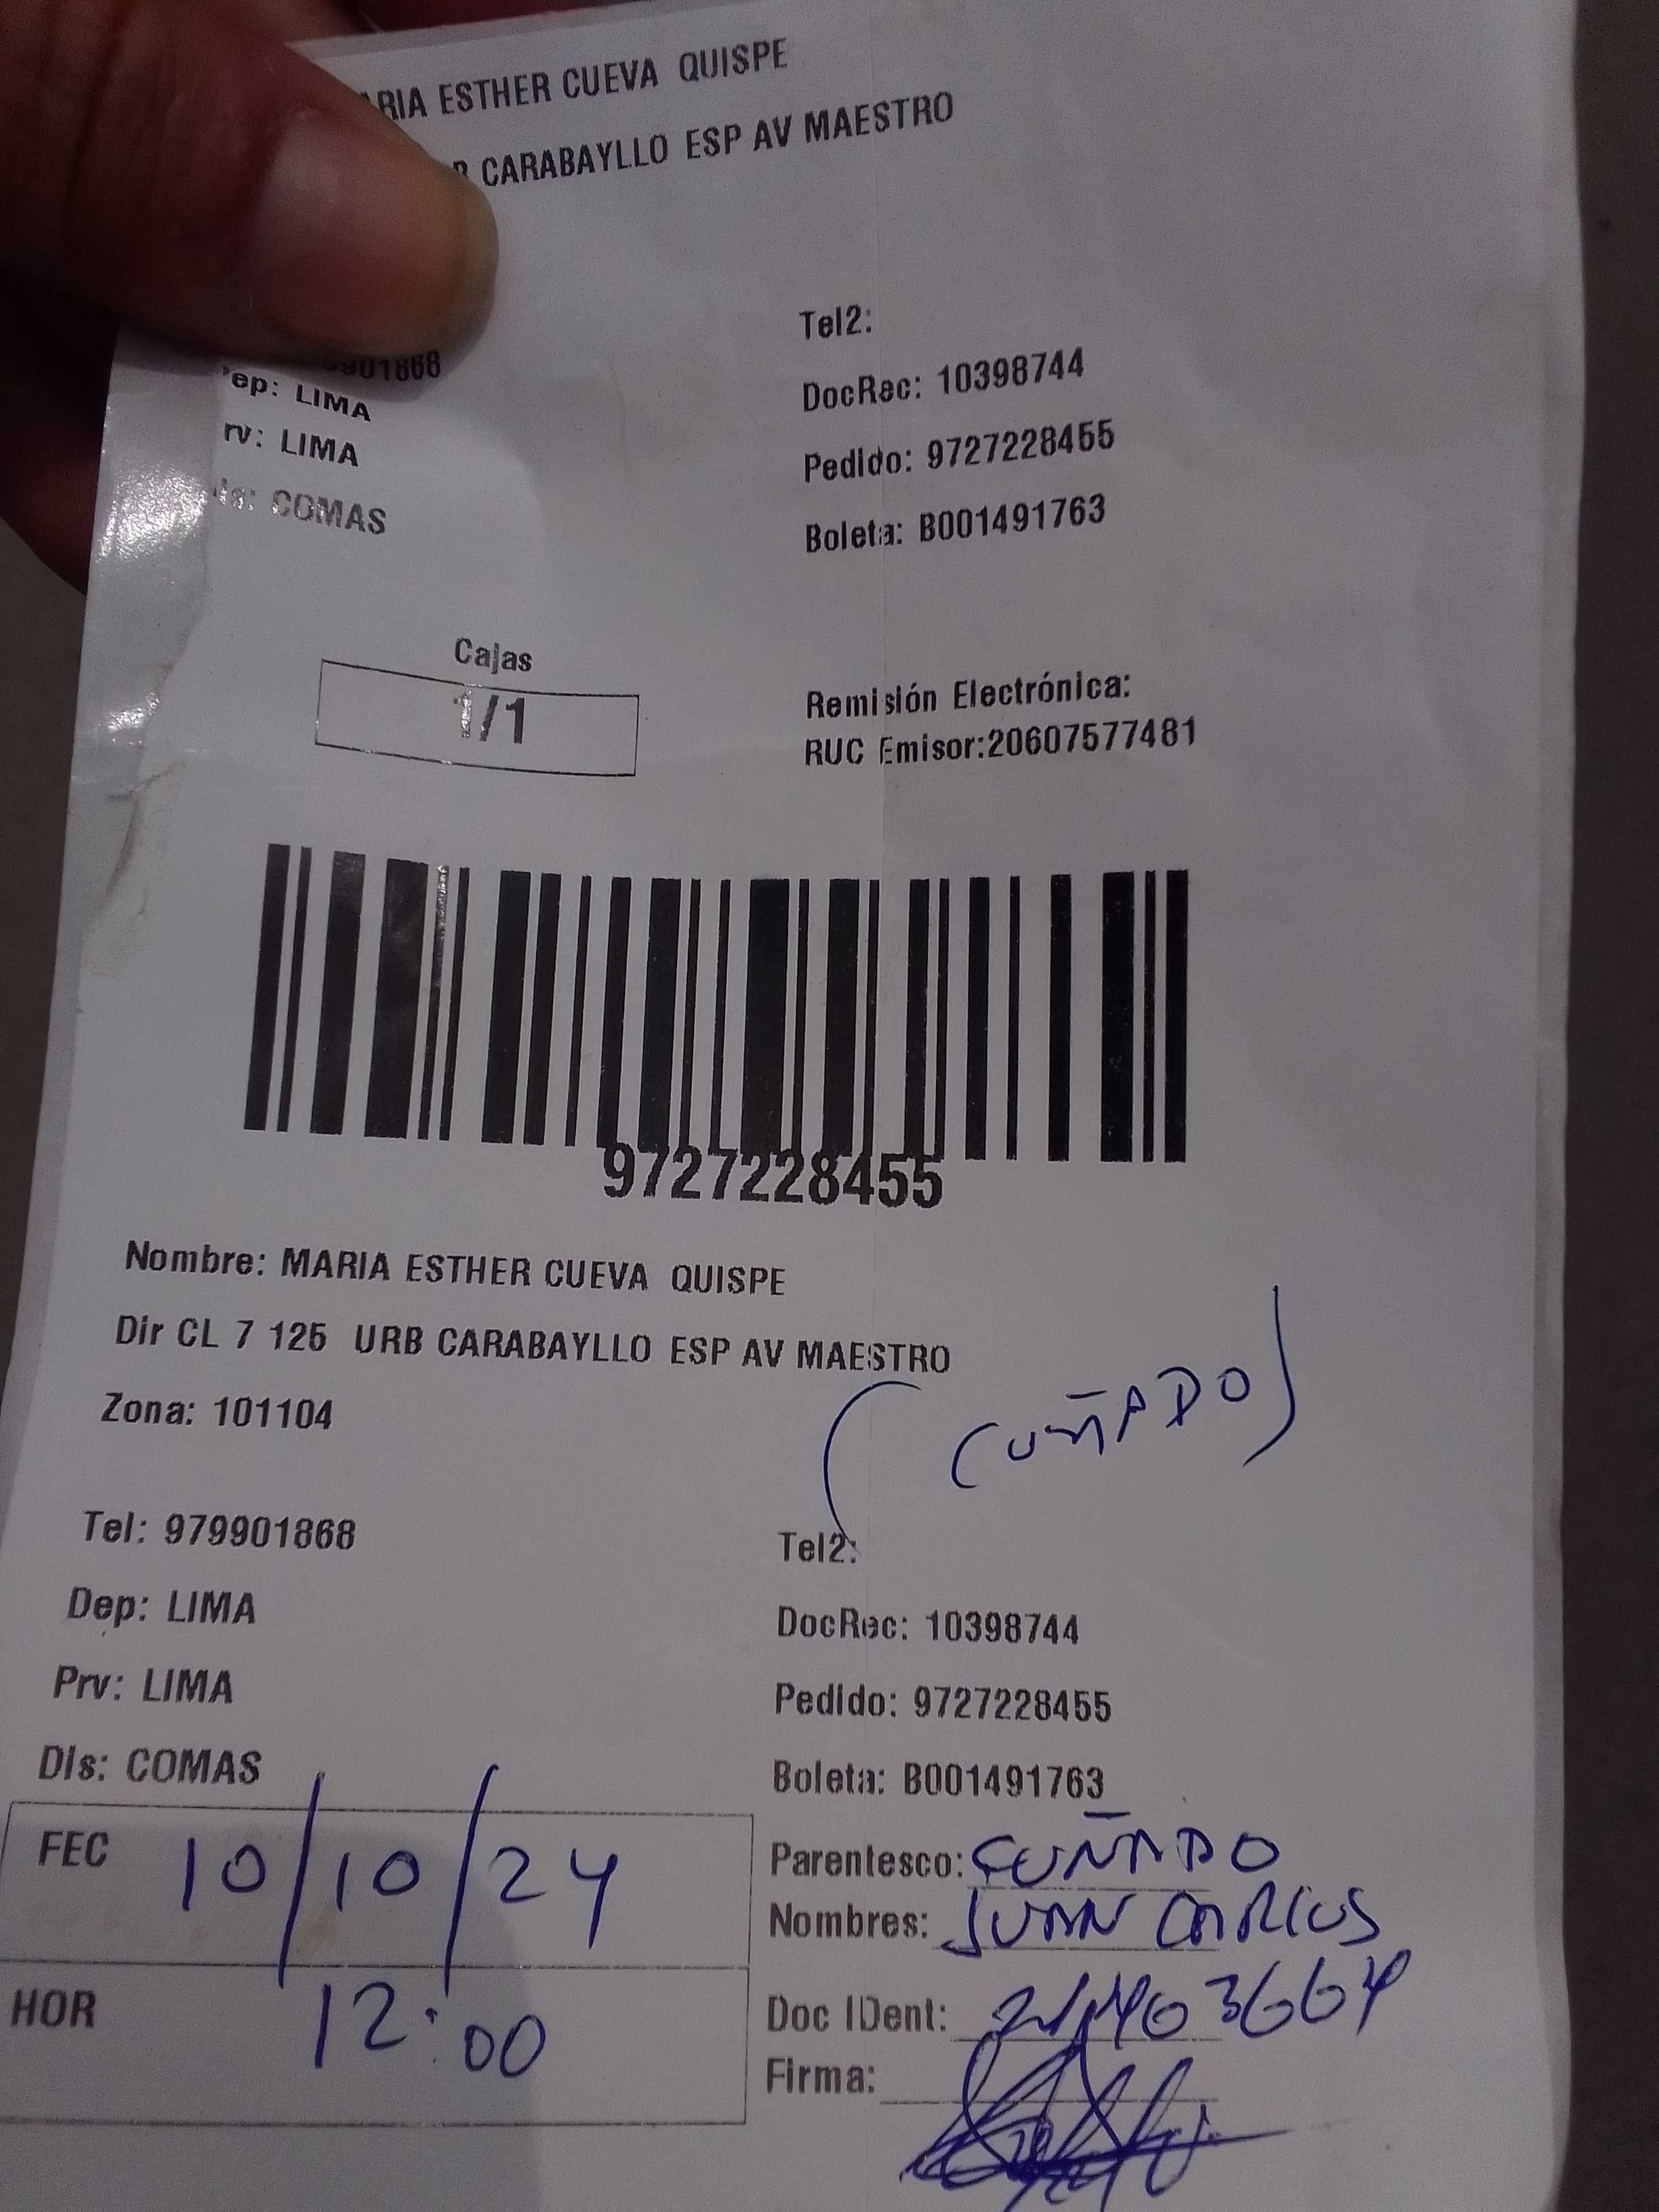 ARIA ESTHER CUEVA QUISPE
CARABAYLLO ESP AV MAESTRO
901868
Tel2:
ep: LIMA
DocRec: 10398744
rv: LIMA
Pedido: 9727228455
s: COMAS
Boleta: B001491763
Cajas
1/1
Remisión Electrónica:
RUC Emisor:20607577481
9727228455
Nombre: MARIA ESTHER CUEVA QUISPE
Dir CL 7 125 URB CARABAYLLO ESP AV MAESTRO
Zona: 101104
(CUÑADO)
Tel: 979901868
Tel2:
Dep: LIMA
DocRec: 10398744
Prv: LIMA
Pedido: 9727228455
Dis: COMAS
Boleta: B001491763
FEC 10/10/24
Parentesco: CUÑADO
Nombres: JUAN CARLOS
HOR 12:00
Doc IDent:
Firma: